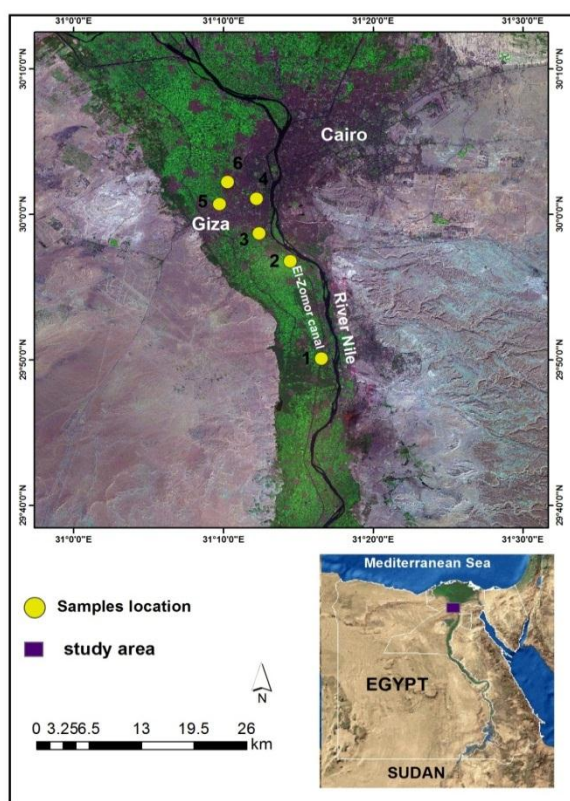 31°0'0"E
31°10'0"E
31°20'0"E
31°30'0"E
30°10'0"N
30°10'0"N
Cairo
6
4
5
Giza
30°0'0"N
30°0'0"N
3
2
El-Zomor canal
River Nile
1
29°50'0"N
29°50'0"N
29°40'0"N
29°40'0"N
31°0'0"E
31°10'0"E
31°20'0"E
31°30'0"E
Samples location
study area
N
0 3.25 6.5 13 19.5 26
km
Mediterranean Sea
EGYPT
SUDAN